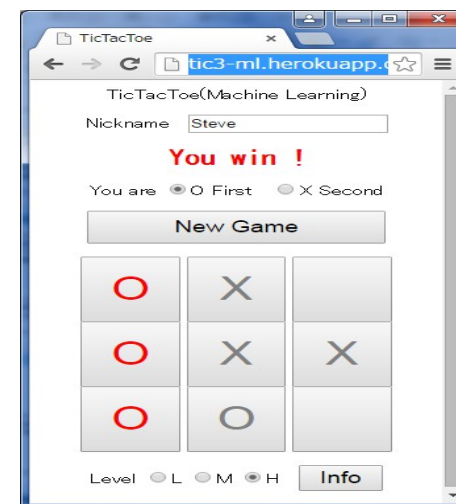 TicTacToe
tic3-ml.herokuapp.c
TicTacToe(Machine Learning)
Nickname Steve
You win !
You are O First X Second
New Game
O X
O X X
O O
Level L M H Info